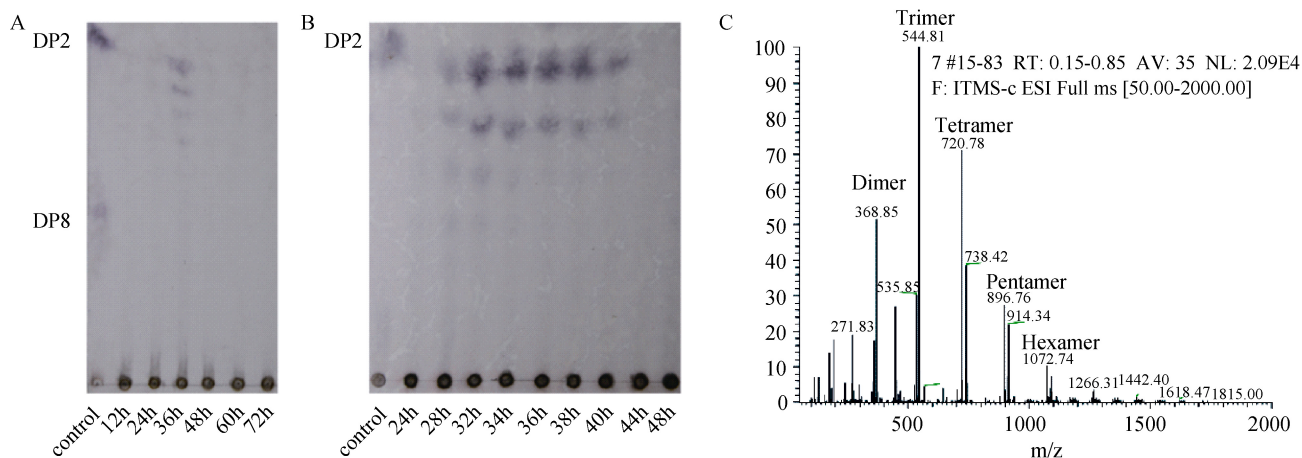 A
DP2
DP8
control 12h 24h 36h 48h 60h 72h
B
DP2
control 24h 28h 32h 34h 36h 38h 40h 44h 48h
C
7 #15-83 RT: 0.15-0.85 AV: 35 NL: 2.09E4
F: ITMS-c ESI Full ms [50.00-2000.00]
100
90
80
70
60
50
40
30
20
10
0
Trimer
544.81
Tetramer
720.78
Dimer
368.85
738.42
535.85
Pentamer
896.76
914.34
271.83
Hexamer
1072.74
1266.31
1442.40
1618.47
1815.00
500 1000 1500 2000
m/z